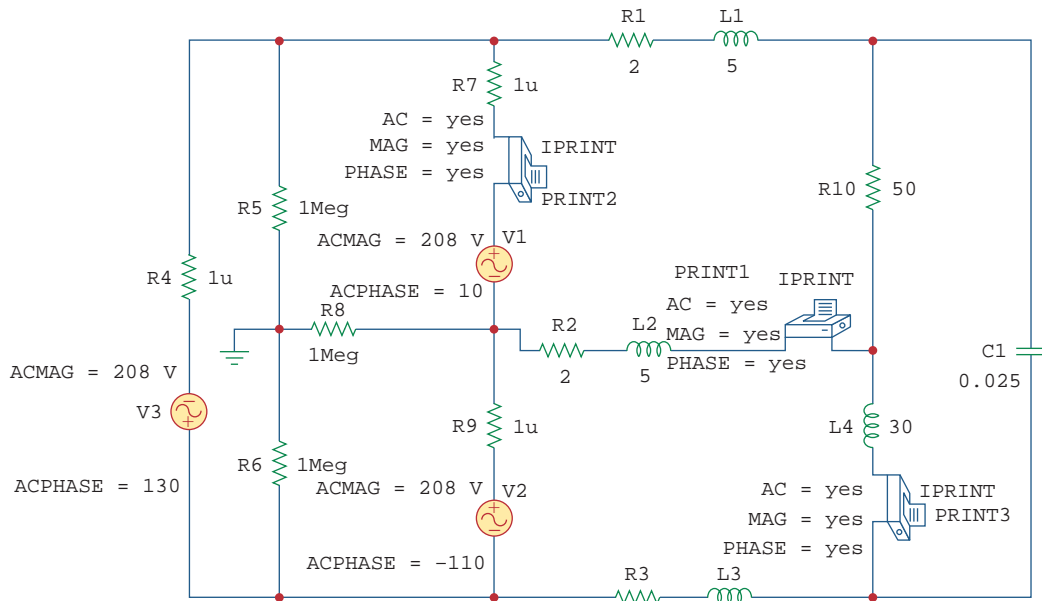 R1 L1
2 5
R7 1u
AC = yes
MAG = yes
PHASE = yes
IPRINT
PRINT2
R5 1Meg
R10 50
ACMAG = 208 V V1
ACPHASE = 10
R4 1u
PRINT1 IPRINT
AC = yes
MAG = yes
PHASE = yes
R8
1Meg
R2 L2
2 5
C1
0.025
ACMAG = 208 V
V3
ACPHASE = 130
R9 1u
L4 30
R6 1Meg
ACMAG = 208 V V2
ACPHASE = –110
AC = yes
MAG = yes
PHASE = yes
IPRINT
PRINT3
R3 L3